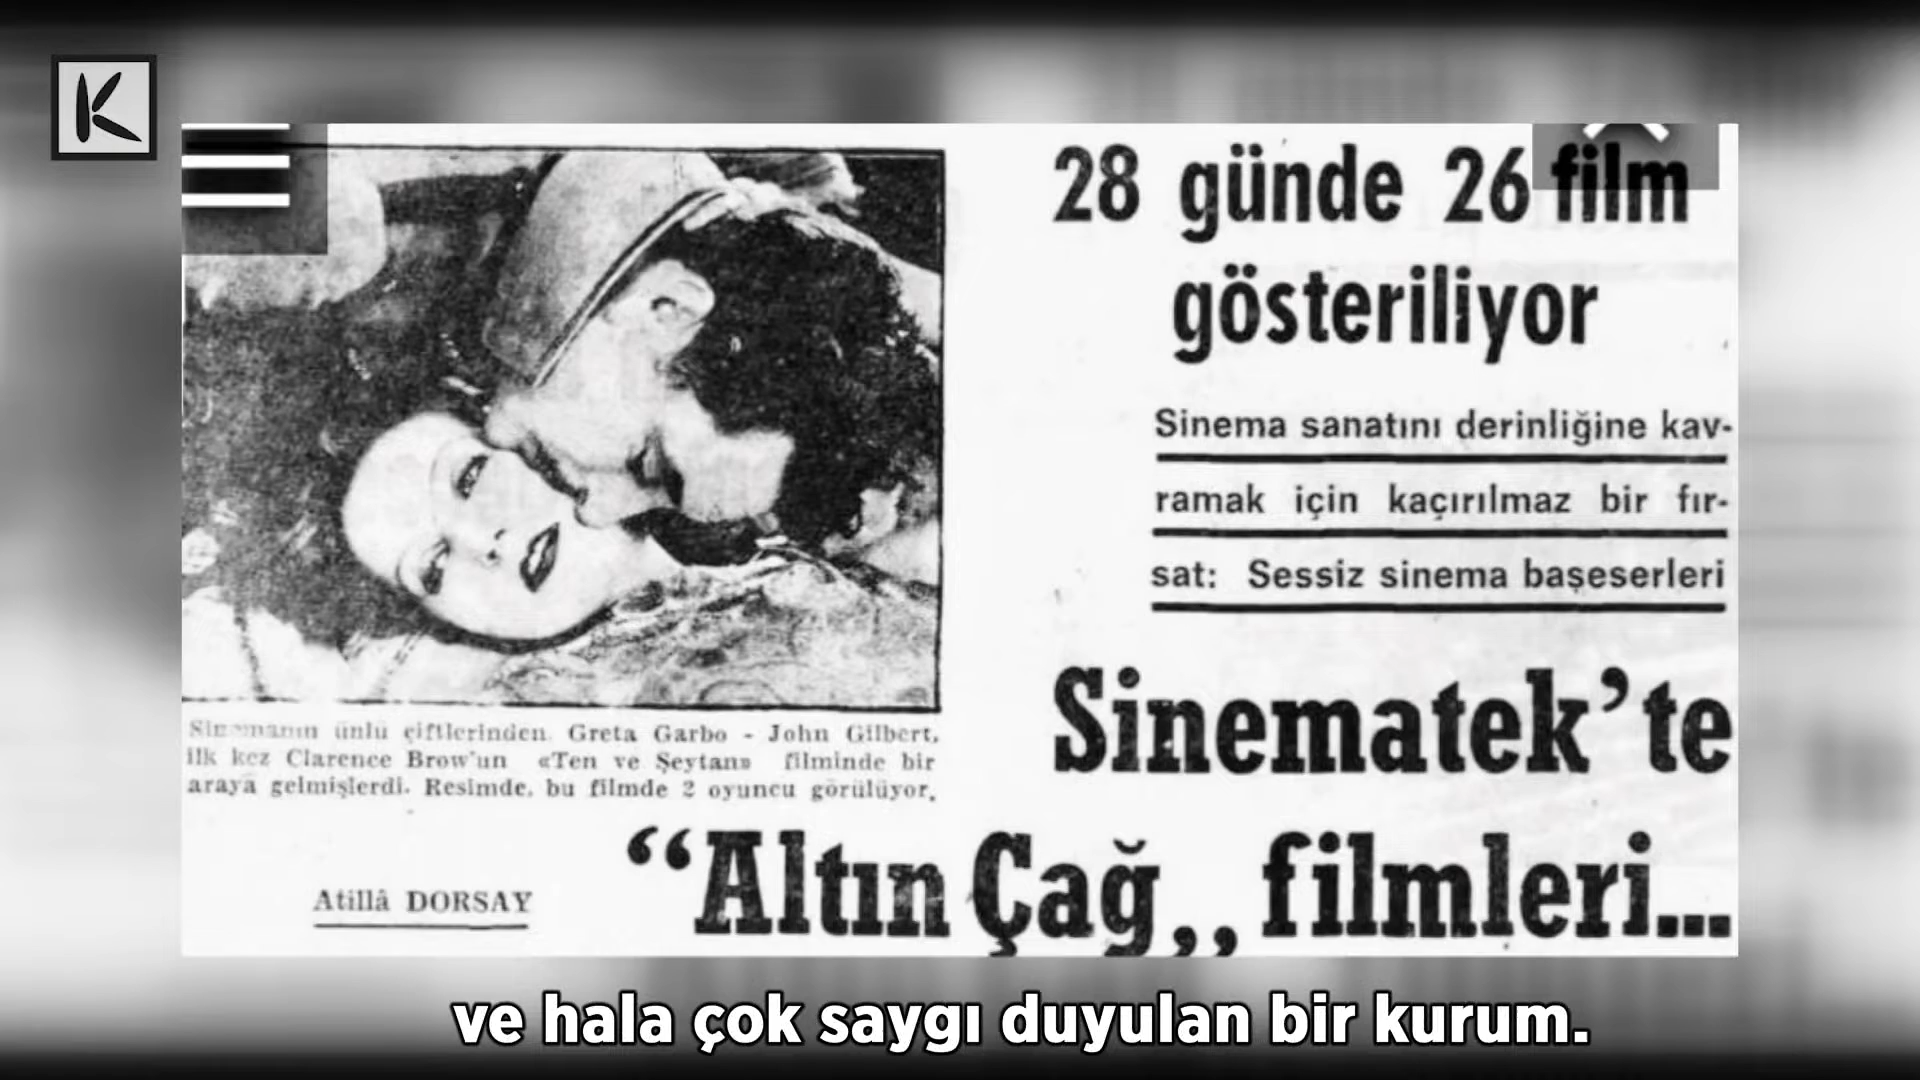 K
28 günde 26 film
gösteriliyor
Sinema sanatını derinliğine kav-
ramak için kaçırılmaz bir fır-
sat: Sessiz sinema başeserleri
Sinematek'te
“Altın Çağ,, filmleri...
Sinemanın ünlü çiftlerinden Greta Garbo - John Gilbert,
ilk kez Clarence Brow'un «Ten ve Şeytan» filminde bir
araya gelmişlerdi. Resimde, bu filmde 2 oyuncu görülüyor.
Atillâ DORSAY
ve hala çok saygı duyulan bir kurum.